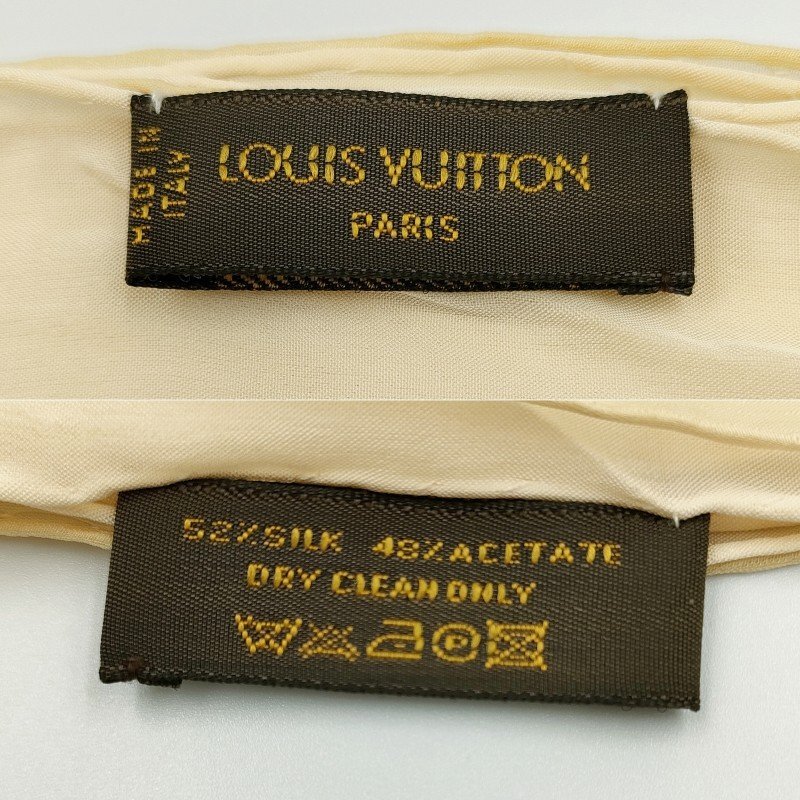 MADE IN
ITALY
LOUIS VUITTON
PARIS
52%SILK 48%ACETATE
DRY CLEAN ONLY